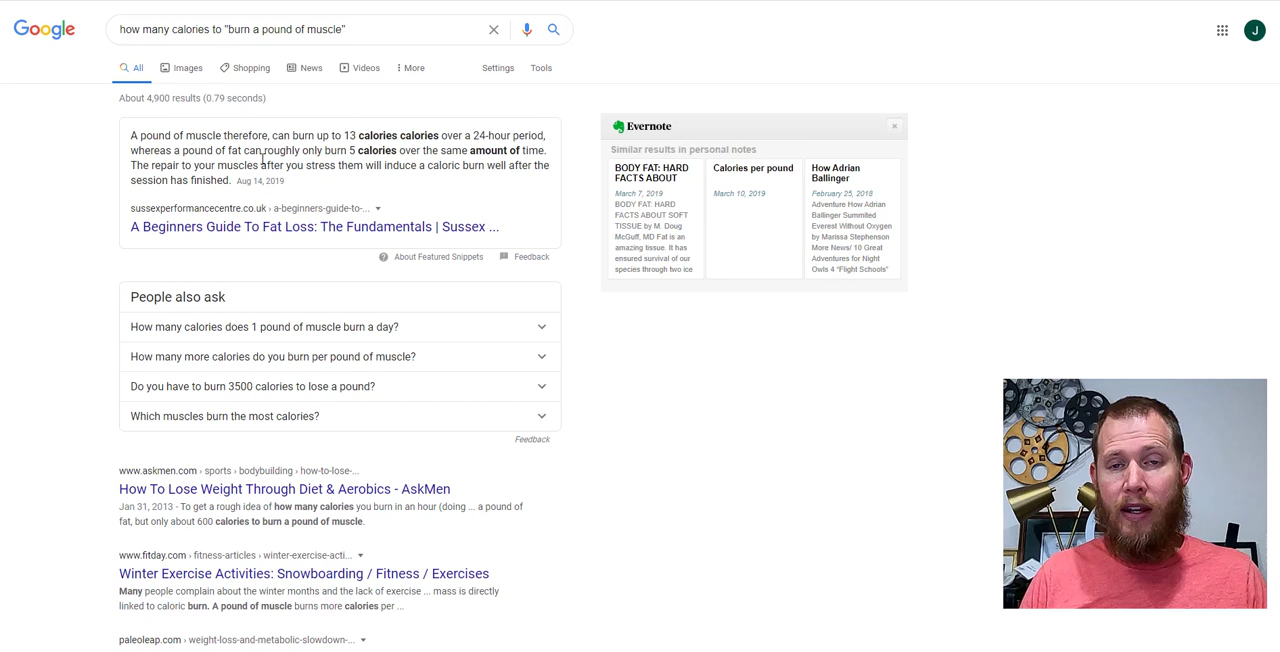 Google
how many calories to "burn a pound of muscle"
J
All Images Shopping News Videos More Settings Tools
About 4,900 results (0.79 seconds)
A pound of muscle therefore, can burn up to 13 calories calories over a 24-hour period,
whereas a pound of fat can roughly only burn 5 calories over the same amount of time.
The repair to your muscles after you stress them will induce a caloric burn well after the
session has finished. Aug 14, 2019
sussexperformancecentre.co.uk › a-beginners-guide-to-...
A Beginners Guide To Fat Loss: The Fundamentals | Sussex ...
About Featured Snippets Feedback
People also ask
How many calories does 1 pound of muscle burn a day?
How many more calories do you burn per pound of muscle?
Do you have to burn 3500 calories to lose a pound?
Which muscles burn the most calories?
Feedback
www.askmen.com › sports › bodybuilding › how-to-lose-...
How To Lose Weight Through Diet & Aerobics - AskMen
Jan 31, 2013 - To get a rough idea of how many calories you burn in an hour (doing ... a pound of
fat, but only about 600 calories to burn a pound of muscle.
www.fitday.com › fitness-articles › winter-exercise-acti...
Winter Exercise Activities: Snowboarding / Fitness / Exercises
Many people complain about the winter months and the lack of exercise ... mass is directly
linked to caloric burn. A pound of muscle burns more calories per ...
paleoleap.com › weight-loss-and-metabolic-slowdown-...
Evernote
Similar results in personal notes
BODY FAT: HARD
FACTS ABOUT
March 7, 2019
BODY FAT: HARD
FACTS ABOUT SOFT
TISSUE by M. Doug
McGuff, MD Fat is an
amazing tissue. It has
ensured survival of our
species through two ice
Calories per pound
March 10, 2019
How Adrian
Ballinger
February 25, 2018
Adventure How Adrian
Ballinger Summited
Everest Without Oxygen
by Marissa Stephenson
More News/ 10 Great
Adventures for Night
Owls 4 "Flight Schools"